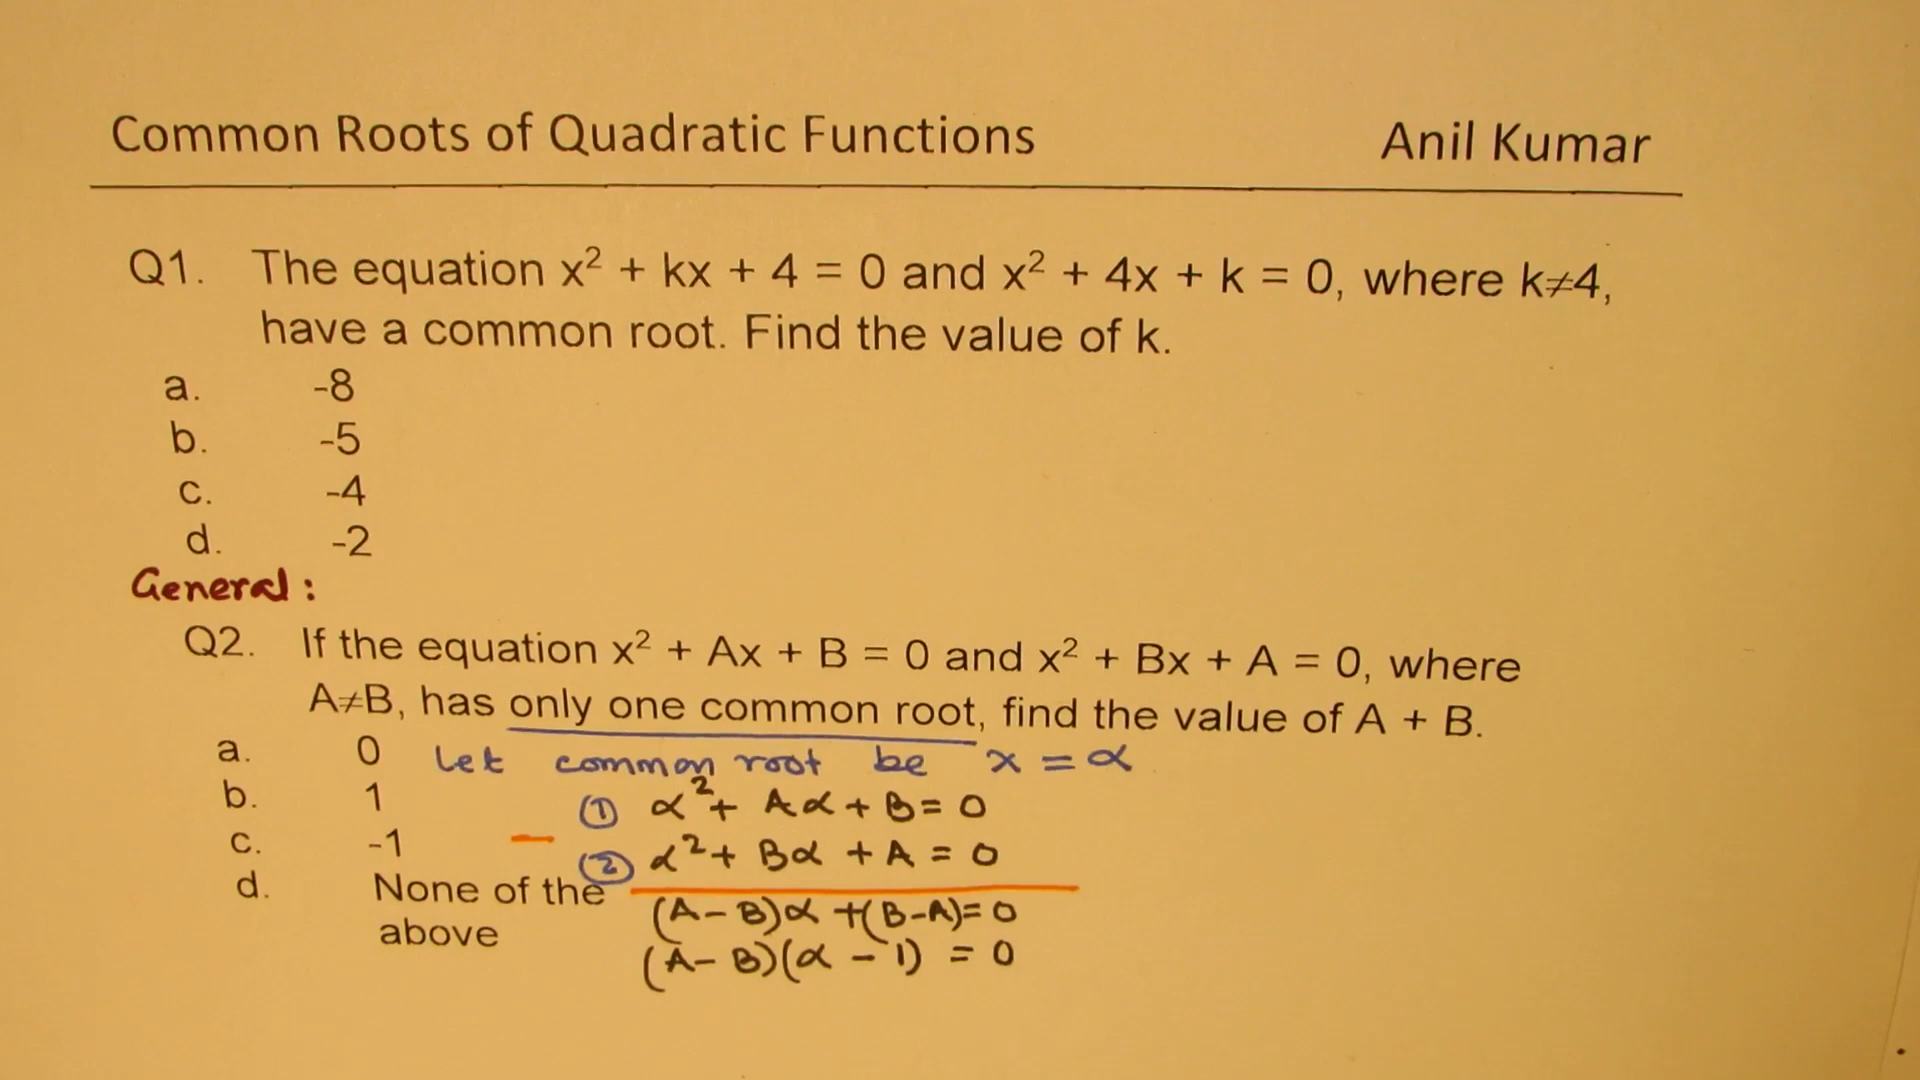 Common Roots of Quadratic Functions Anil Kumar
Q1. The equation x² + kx + 4 = 0 and x² + 4x + k = 0, where k≠4,
have a common root. Find the value of k.
a. -8
b. -5
c. -4
d. -2
General:
Q2. If the equation x² + Ax + B = 0 and x² + Bx + A = 0, where
A≠B, has only one common root, find the value of A + B.
a. 0 Let common root be x = α
b. 1 ① α² + Aα + B = 0
c. -1 — ② α² + Bα + A = 0
d. None of the
above
(A-B)α +(B-A)=0
(A-B)(α-1) = 0